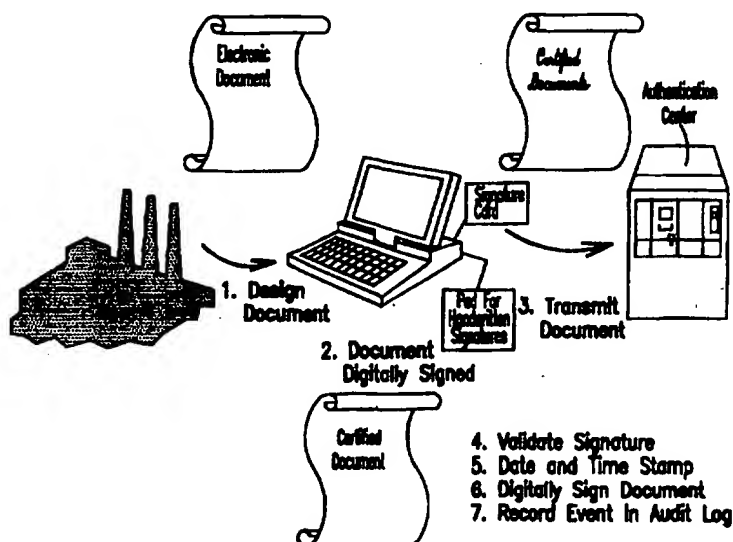 Electronic
Document
Certified
Documents
Authentication
Center
Signature
Card
1. Design
Document
Pad For
Handwritten
Signatures
3. Transmit
Document
2. Document
Digitally Signed
Certified
Document
4. Validate Signature
5. Date and Time Stamp
6. Digitally Sign Document
7. Record Event In Audit Log